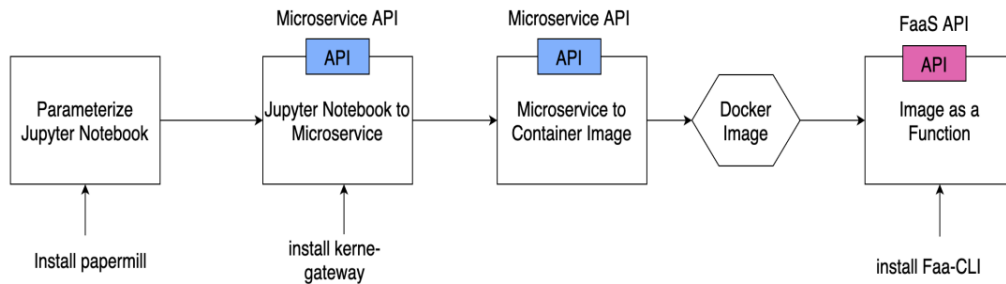 Microservice API
Microservice API
FaaS API
API
API
API
Parameterize
Jupyter Notebook
Jupyter Notebook to
Microservice
Microservice to
Container Image
Docker
Image
Image as a
Function
Install papermill
install kerne-
gateway
install Faa-CLI